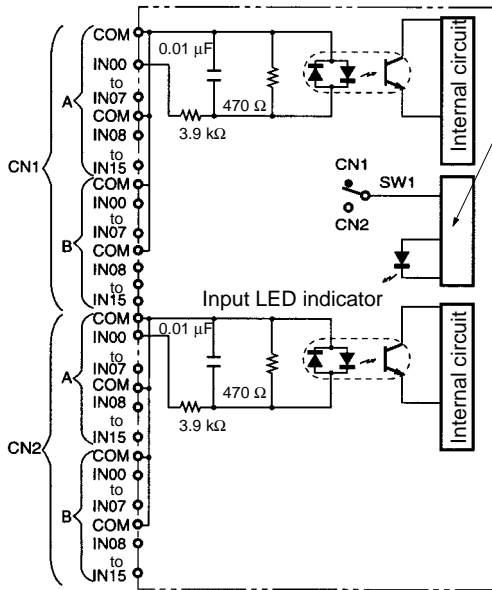 COM
0.01 µF
IN00
to
A
IN07
COM
470 Ω
IN08
3.9 kΩ
to
IN15
Internal circuit
CN1
COM
IN00
to
B
IN07
COM
IN08
to
IN15
CN1
SW1
CN2
Input LED indicator
COM
0.01 µF
IN00
to
A
IN07
COM
470 Ω
IN08
3.9 kΩ
to
IN15
Internal circuit
CN2
COM
IN00
to
B
IN07
COM
IN08
to
IN15